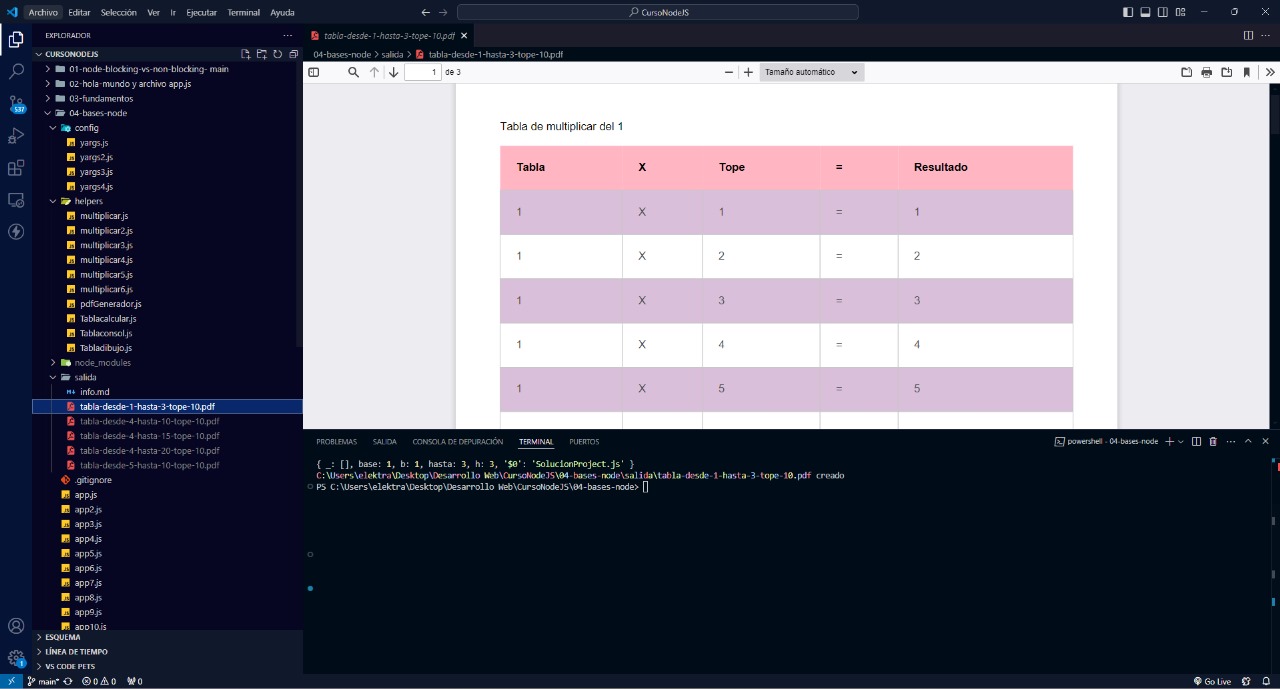 Archivo Editar Selección Ver Ir Ejecutar Terminal Ayuda
CursoNodeJS
EXPLORADOR
CURSONODEJS
01-node-blocking-vs-non-blocking- main
02-hola-mundo y archivo app.js
03-fundamentos
04-bases-node
config
yargs.js
yargs2.js
yargs3.js
yargs4.js
helpers
multiplicar.js
multiplicar2.js
multiplicar3.js
multiplicar4.js
multiplicar5.js
multiplicar6.js
pdfGenerador.js
Tablacalcular.js
Tablaconsol.js
Tabladibujo.js
node_modules
salida
info.md
tabla-desde-1-hasta-3-tope-10.pdf
tabla-desde-4-hasta-10-tope-10.pdf
tabla-desde-4-hasta-15-tope-10.pdf
tabla-desde-4-hasta-20-tope-10.pdf
tabla-desde-5-hasta-10-tope-10.pdf
.gitignore
app.js
app2.js
app3.js
app4.js
app5.js
app6.js
app7.js
app8.js
app9.js
app10.js
ESQUEMA
LÍNEA DE TIEMPO
VS CODE PETS
537
1
tabla-desde-1-hasta-3-tope-10.pdf
04-bases-node > salida > tabla-desde-1-hasta-3-tope-10.pdf
1 de 3 Tamaño automático
Tabla de multiplicar del 1
Tabla X Tope = Resultado
1 X 1 = 1
1 X 2 = 2
1 X 3 = 3
1 X 4 = 4
1 X 5 = 5
PROBLEMAS SALIDA CONSOLA DE DEPURACIÓN TERMINAL PUERTOS
powershell - 04-bases-node
{ _: [], base: 1, b: 1, hasta: 3, h: 3, '$0': 'SolucionProject.js' }
C:\Users\elektra\Desktop\Desarrollo Web\CursoNodeJS\04-bases-node\salida\tabla-desde-1-hasta-3-tope-10.pdf creado
PS C:\Users\elektra\Desktop\Desarrollo Web\CursoNodeJS\04-bases-node>
main* 0 0 0 Go Live